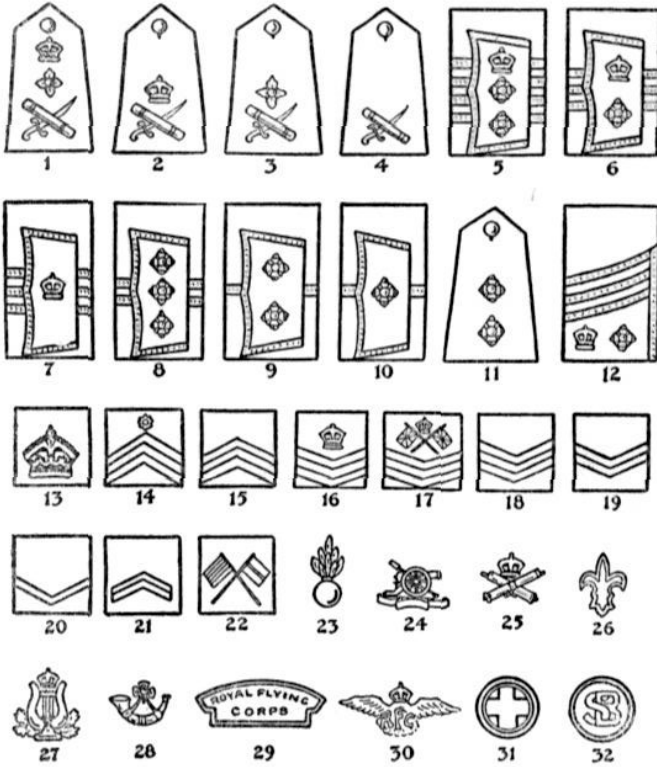 1 2 3 4 5 6
7 8 9 10 11 12
13 14 15 16 17 18 19
20 21 22 23 24 25 26
ROYAL FLYING
CORPS
RFC
SB
27 28 29 30 31 32